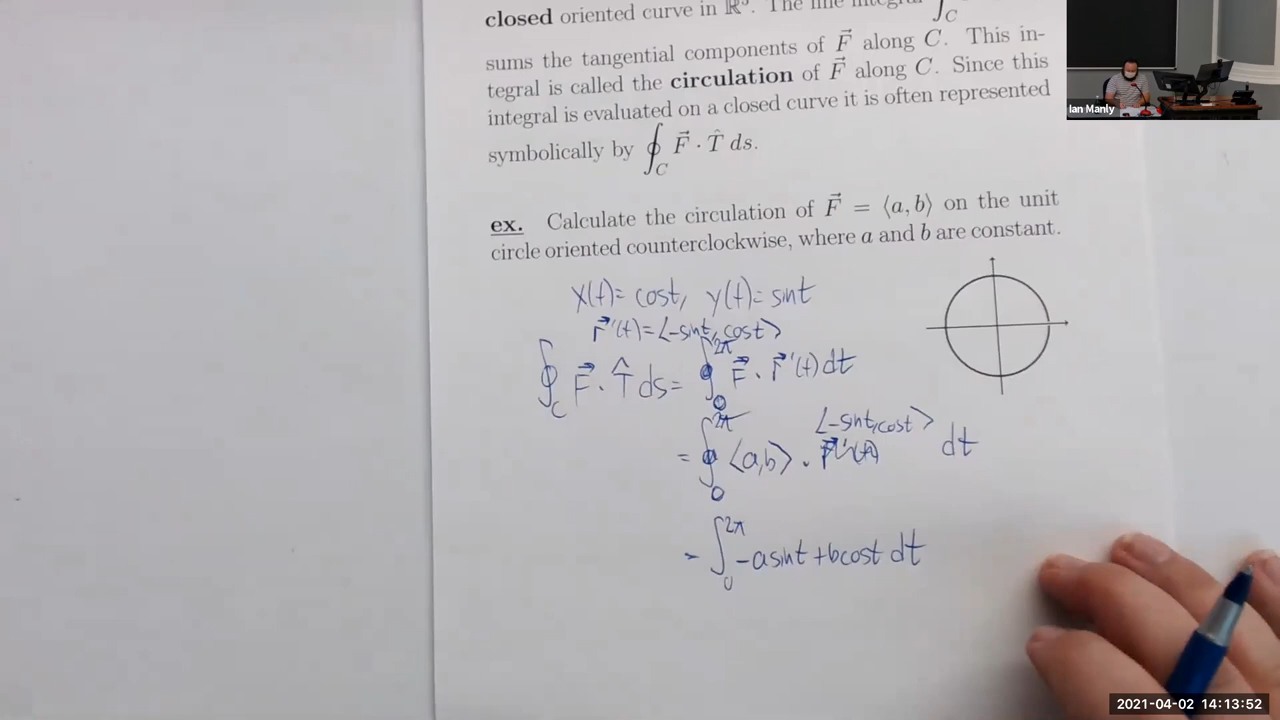 closed oriented curve in ℝ³. The line integral ∫_C
sums the tangential components of F⃗ along C. This in-
tegral is called the circulation of F⃗ along C. Since this
integral is evaluated on a closed curve it is often represented
symbolically by ∮_C F⃗ · T̂ ds.
ex. Calculate the circulation of F⃗ = ⟨a, b⟩ on the unit
circle oriented counterclockwise, where a and b are constant.
x(t)= cost, y(t)= sint
r⃗'(t)=<-sint, cost>
∮_C F⃗ · T̂ ds = ∫_0^2π F⃗ · r⃗'(t)dt
= ∫_0^2π <a,b> · <-sint,cost> dt
= ∫_0^2π -asint +bcost dt
Ian Manly
2021-04-02 14:13:52